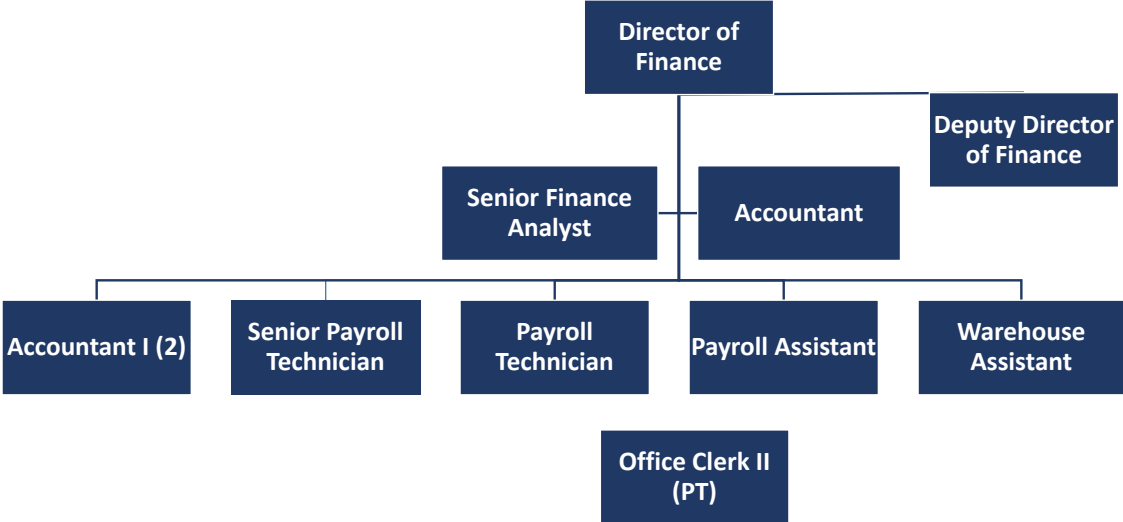 Director of
Finance
Deputy Director
of Finance
Senior Finance
Analyst
Accountant
Accountant I (2)
Senior Payroll
Technician
Payroll
Technician
Payroll Assistant
Warehouse
Assistant
Office Clerk II
(PT)